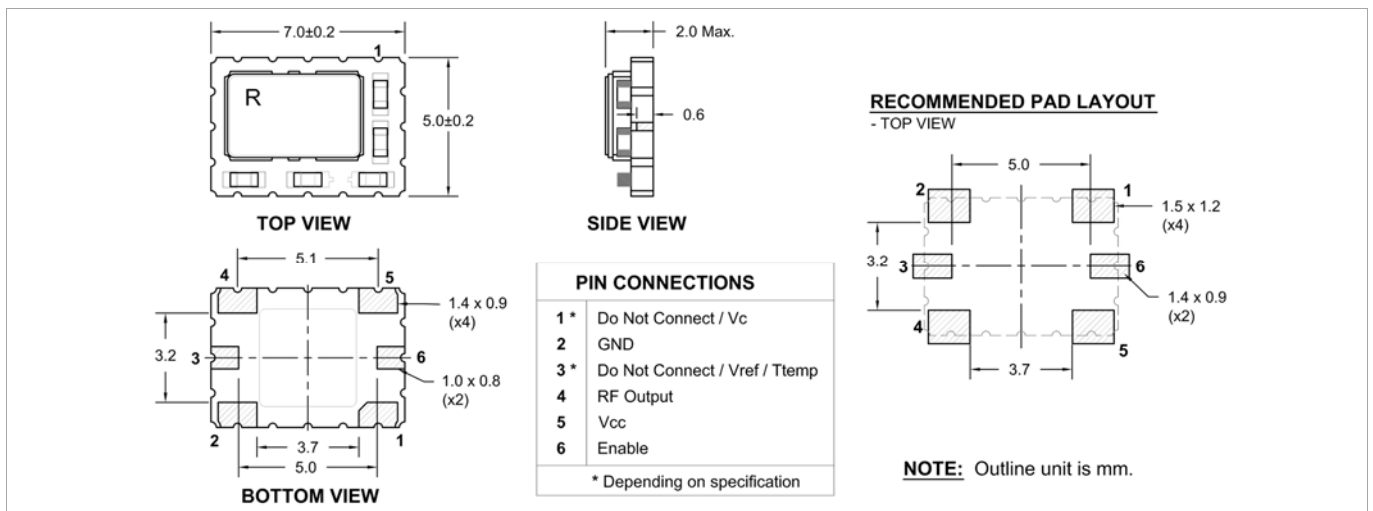 7.0±0.2
1
R
5.0±0.2
TOP VIEW
2.0 Max.
0.6
SIDE VIEW
RECOMMENDED PAD LAYOUT
- TOP VIEW
5.0
2
1
1.5 x 1.2
(x4)
3.2
3
6
1.4 x 0.9
(x2)
4
5
3.7
5.1
4
5
1.4 x 0.9
(x4)
3.2
3
6
1.0 x 0.8
(x2)
2
3.7
1
5.0
BOTTOM VIEW
PIN CONNECTIONS
1 * Do Not Connect / Vc
2 GND
3 * Do Not Connect / Vref / Ttemp
4 RF Output
5 Vcc
6 Enable
* Depending on specification
NOTE: Outline unit is mm.